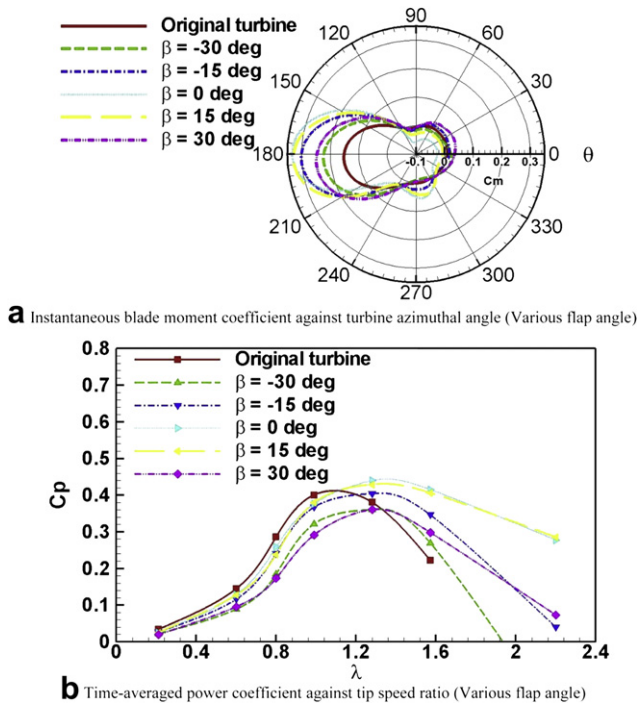 Original turbine
β = -30 deg
β = -15 deg
β = 0 deg
β = 15 deg
β = 30 deg
90
120 60
150 30
180 -0.1 0 0.1 0.2 0.3 0 θ
Cm
210 330
240 300
270
a Instantaneous blade moment coefficient against turbine azimuthal angle (Various flap angle)
0.8
0.7
0.6
0.5
0.4
0.3
0.2
0.1
0
Cp
Original turbine
β = -30 deg
β = -15 deg
β = 0 deg
β = 15 deg
β = 30 deg
0 0.4 0.8 1.2 1.6 2 2.4
λ
b Time-averaged power coefficient against tip speed ratio (Various flap angle)